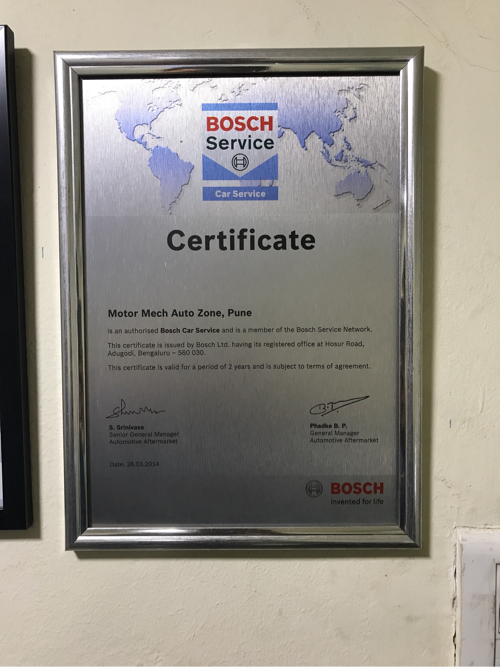 BOSCH
Service
Car Service
Certificate
Motor Mech Auto Zone, Pune
is an authorised Bosch Car Service and is a member of the Bosch Service Network.
This certificate is issued by Bosch Ltd. having its registered office at Hosur Road,
Adugodi, Bengaluru – 560 030.
This certificate is valid for a period of 2 years and is subject to terms of agreement.
S. Srinivasa
Senior General Manager
Automotive Aftermarket
Phadke B. P.
General Manager
Automotive Aftermarket
Date: 26.03.2014
BOSCH
Invented for life